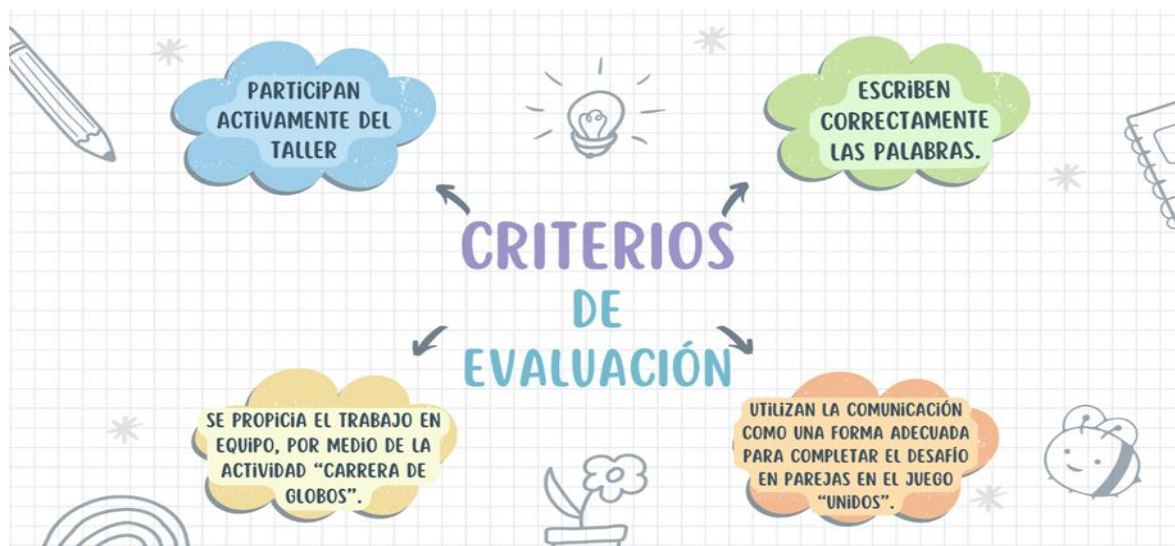 PARTICIPAN
ACTIVAMENTE DEL
TALLER
ESCRIBEN
CORRECTAMENTE
LAS PALABRAS.
CRITERIOS
DE
EVALUACIÓN
SE PROPICIA EL TRABAJO EN
EQUIPO, POR MEDIO DE LA
ACTIVIDAD “CARRERA DE
GLOBOS”.
UTILIZAN LA COMUNICACIÓN
COMO UNA FORMA ADECUADA
PARA COMPLETAR EL DESAFÍO
EN PAREJAS EN EL JUEGO
“UNIDOS”.